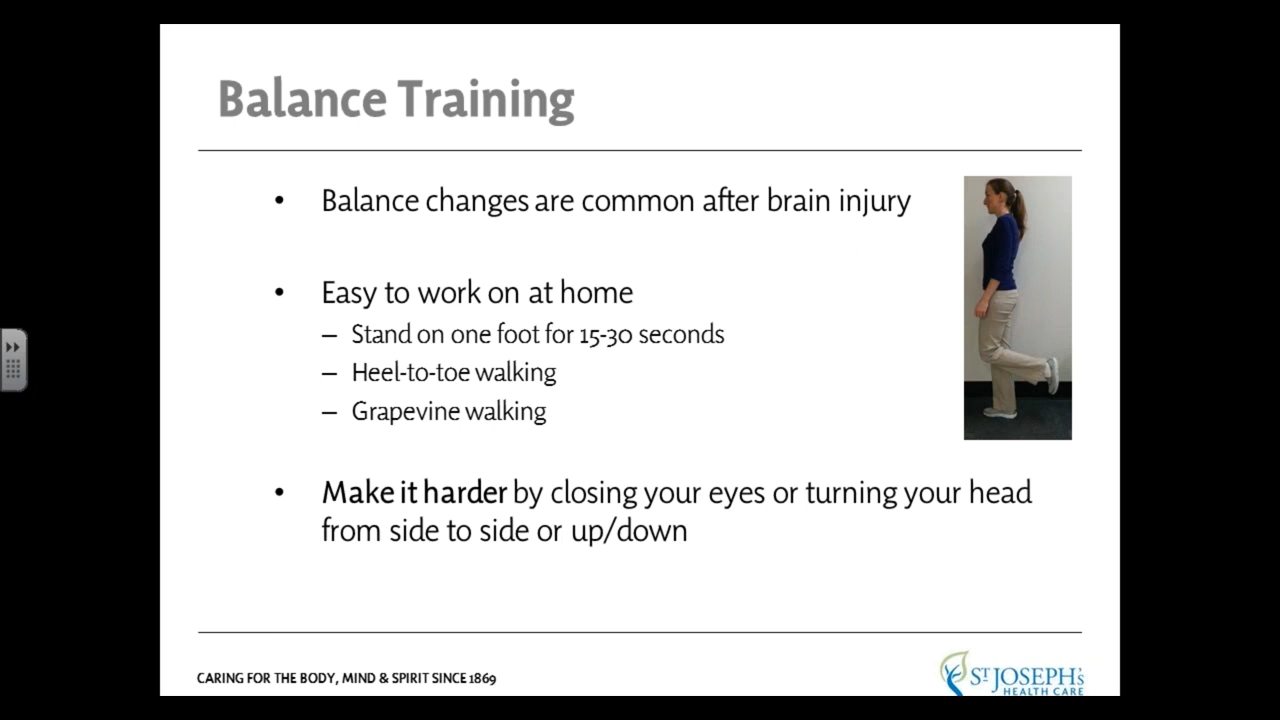 Balance Training
• Balance changes are common after brain injury
• Easy to work on at home
– Stand on one foot for 15-30 seconds
– Heel-to-toe walking
– Grapevine walking
• Make it harder by closing your eyes or turning your head
from side to side or up/down
CARING FOR THE BODY, MIND & SPIRIT SINCE 1869
ST JOSEPH's
HEALTH CARE